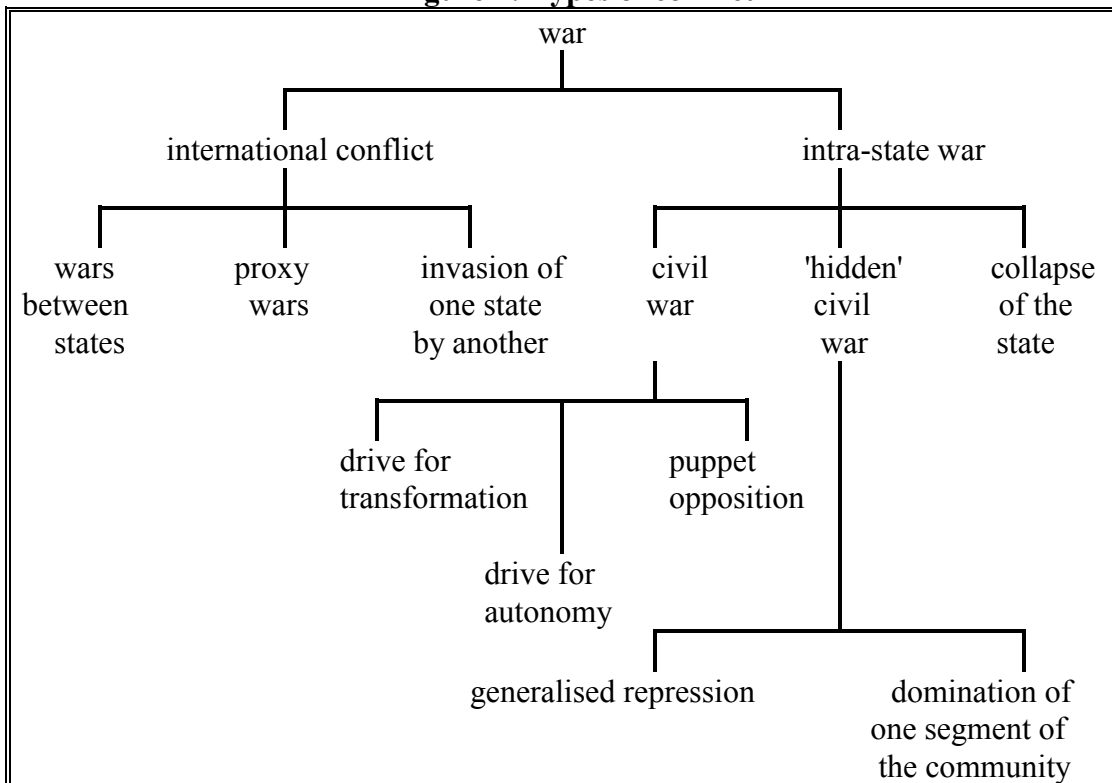 war
international conflict
intra-state war
wars
between
states
proxy
wars
invasion of
one state
by another
civil
war
'hidden'
civil
war
collapse
of the
state
drive for
transformation
puppet
opposition
drive for
autonomy
generalised repression
domination of
one segment of
the community